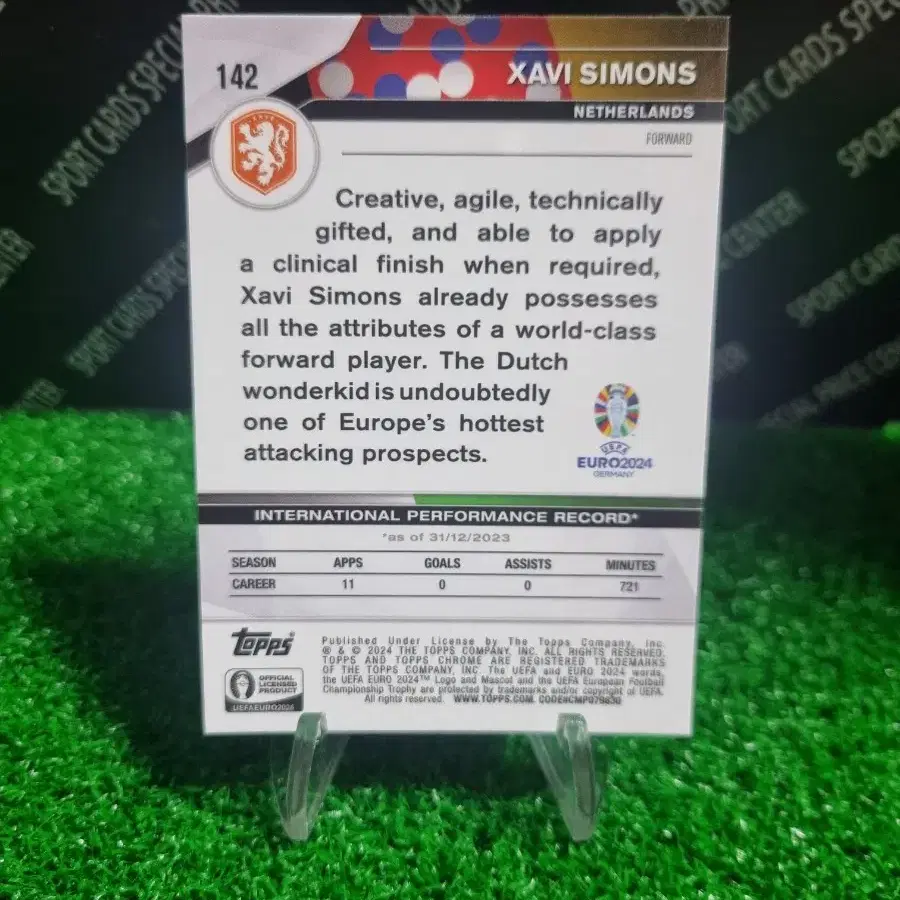 142
XAVI SIMONS
NETHERLANDS
FORWARD
Creative, agile, technically
gifted, and able to apply
a clinical finish when required,
Xavi Simons already possesses
all the attributes of a world-class
forward player. The Dutch
wonderkid is undoubtedly
one of Europe's hottest
attacking prospects.
UEFA
EURO2024
GERMANY
INTERNATIONAL PERFORMANCE RECORD*
*as of 31/12/2023
SEASON APPS GOALS ASSISTS MINUTES
CAREER 11 0 0 721
topps
OFFICIAL
LICENSED
PRODUCT
UEFA EURO2024
Published Under License by The Topps Company, Inc.
® & © 2024 THE TOPPS COMPANY, INC. ALL RIGHTS RESERVED.
TOPPS AND TOPPS CHROME ARE REGISTERED TRADEMARKS
OF THE TOPPS COMPANY, INC. The UEFA and EURO 2024 words,
the UEFA EURO 2024™ Logo and Mascot and the UEFA European Football
Championship Trophy are protected by trademarks and/or copyright of UEFA.
All rights reserved. WWW.TOPPS.COM
SPORT CARDS
SPORT CARDS
CENTER